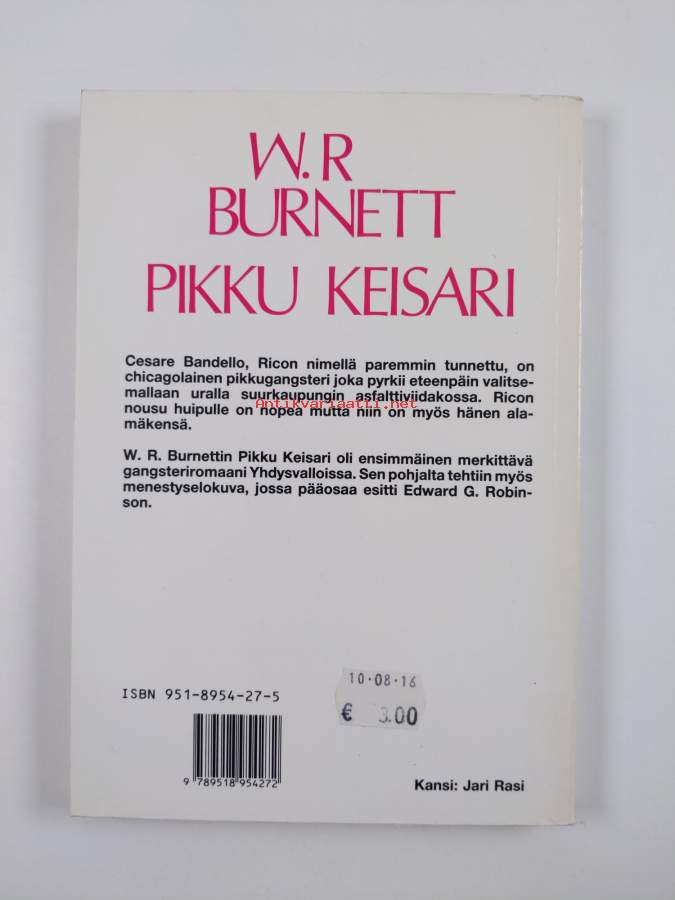 W. R
BURNETT
PIKKU KEISARI
Cesare Bandello, Ricon nimellä paremmin tunnettu, on
chicagolainen pikkugangsteri joka pyrkii eteenpäin valitse-
mallaan uralla suurkaupungin asfalttiviidakossa. Ricon
Antikvariaatti.net
nousu huipulle on nopea mutta niin on myös hänen ala-
mäkensä.
W. R. Burnettin Pikku Keisari oli ensimmäinen merkittävä
gangsteriromaani Yhdysvalloissa. Sen pohjalta tehtiin myös
menestyselokuva, jossa pääosaa esitti Edward G. Robin-
son.
10·08·16
€ 3.00
ISBN 951-8954-27-5
9 789518 954272
Kansi: Jari Rasi